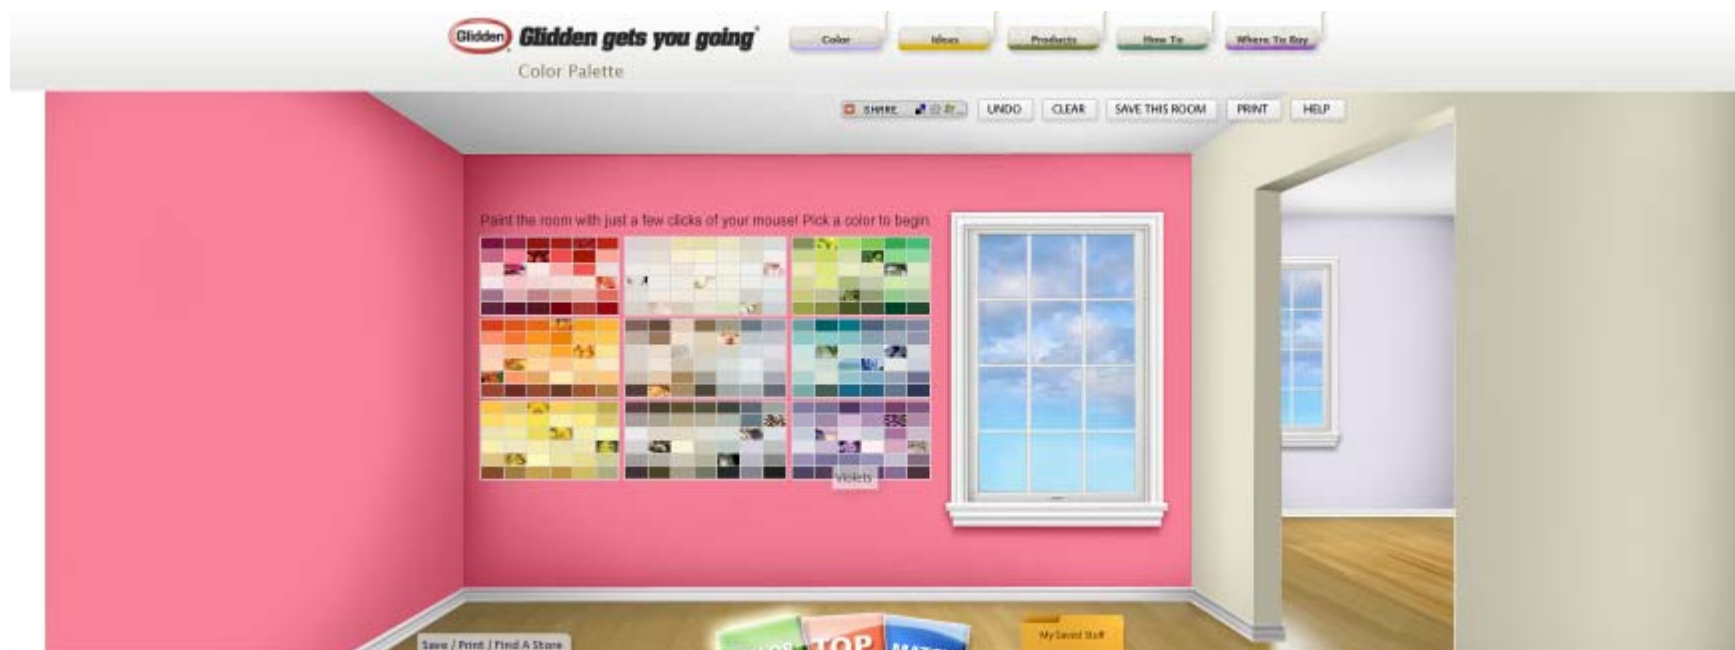 Glidden
Glidden gets you going
Color
Ideas
Products
How To
Where To Buy
Color Palette
SHARE
UNDO
CLEAR
SAVE THIS ROOM
PRINT
HELP
Paint the room with just a few clicks of your mouse! Pick a color to begin.
Violets
Save / Print / Find A Store
TOP
My Saved Stuff